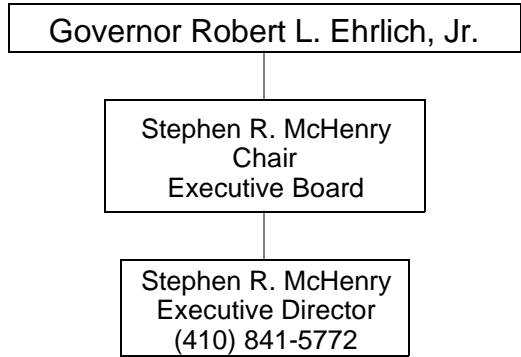 Governor Robert L. Ehrlich, Jr.
Stephen R. McHenry
Chair
Executive Board
Stephen R. McHenry
Executive Director
(410) 841-5772